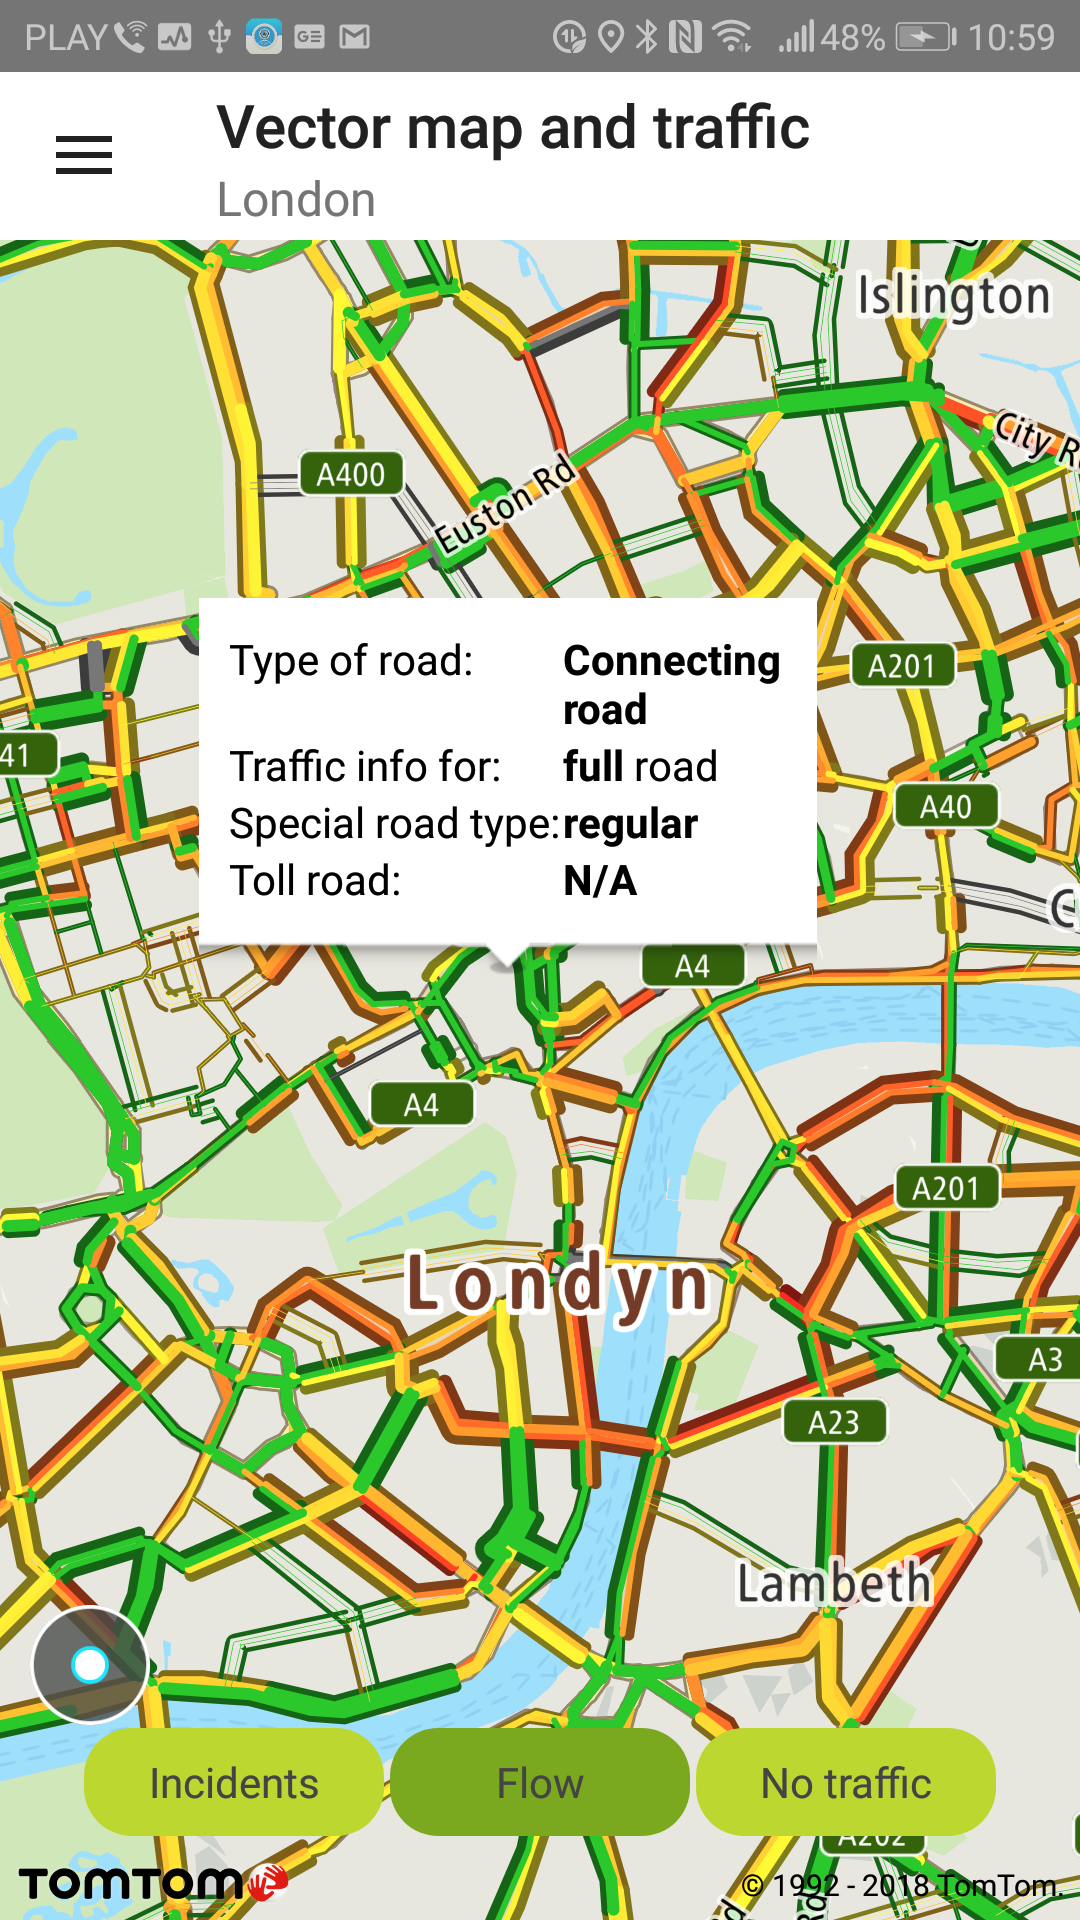 PLAY 48% 10:59
Vector map and traffic
London
Islington
City R
A400
Euston Rd
Type of road: Connecting road
Traffic info for: full road
Special road type: regular
Toll road: N/A
A201
41
A40
C
A4
A4
A201
Londyn
A3
A23
Lambeth
Incidents
Flow
No traffic
A202
TOMTOM
Rd
© 1992 - 2018 TomTom.